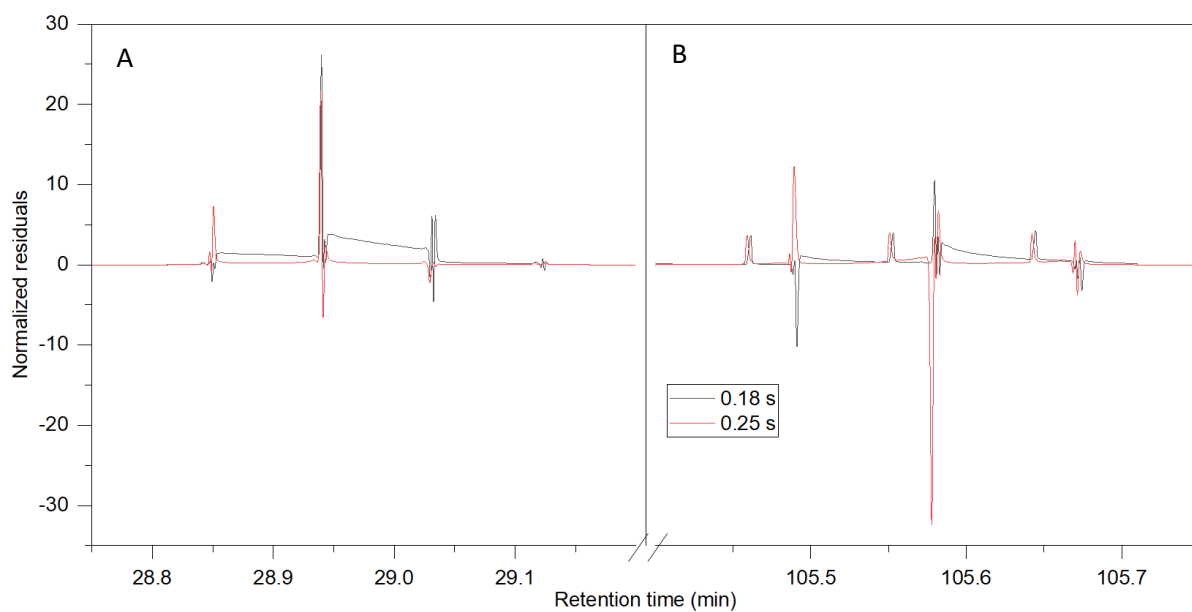 A
B
Normalized residuals
30
20
10
0
-10
-20
-30
0.18 s
0.25 s
28.8 28.9 29.0 29.1 105.5 105.6 105.7
Retention time (min)